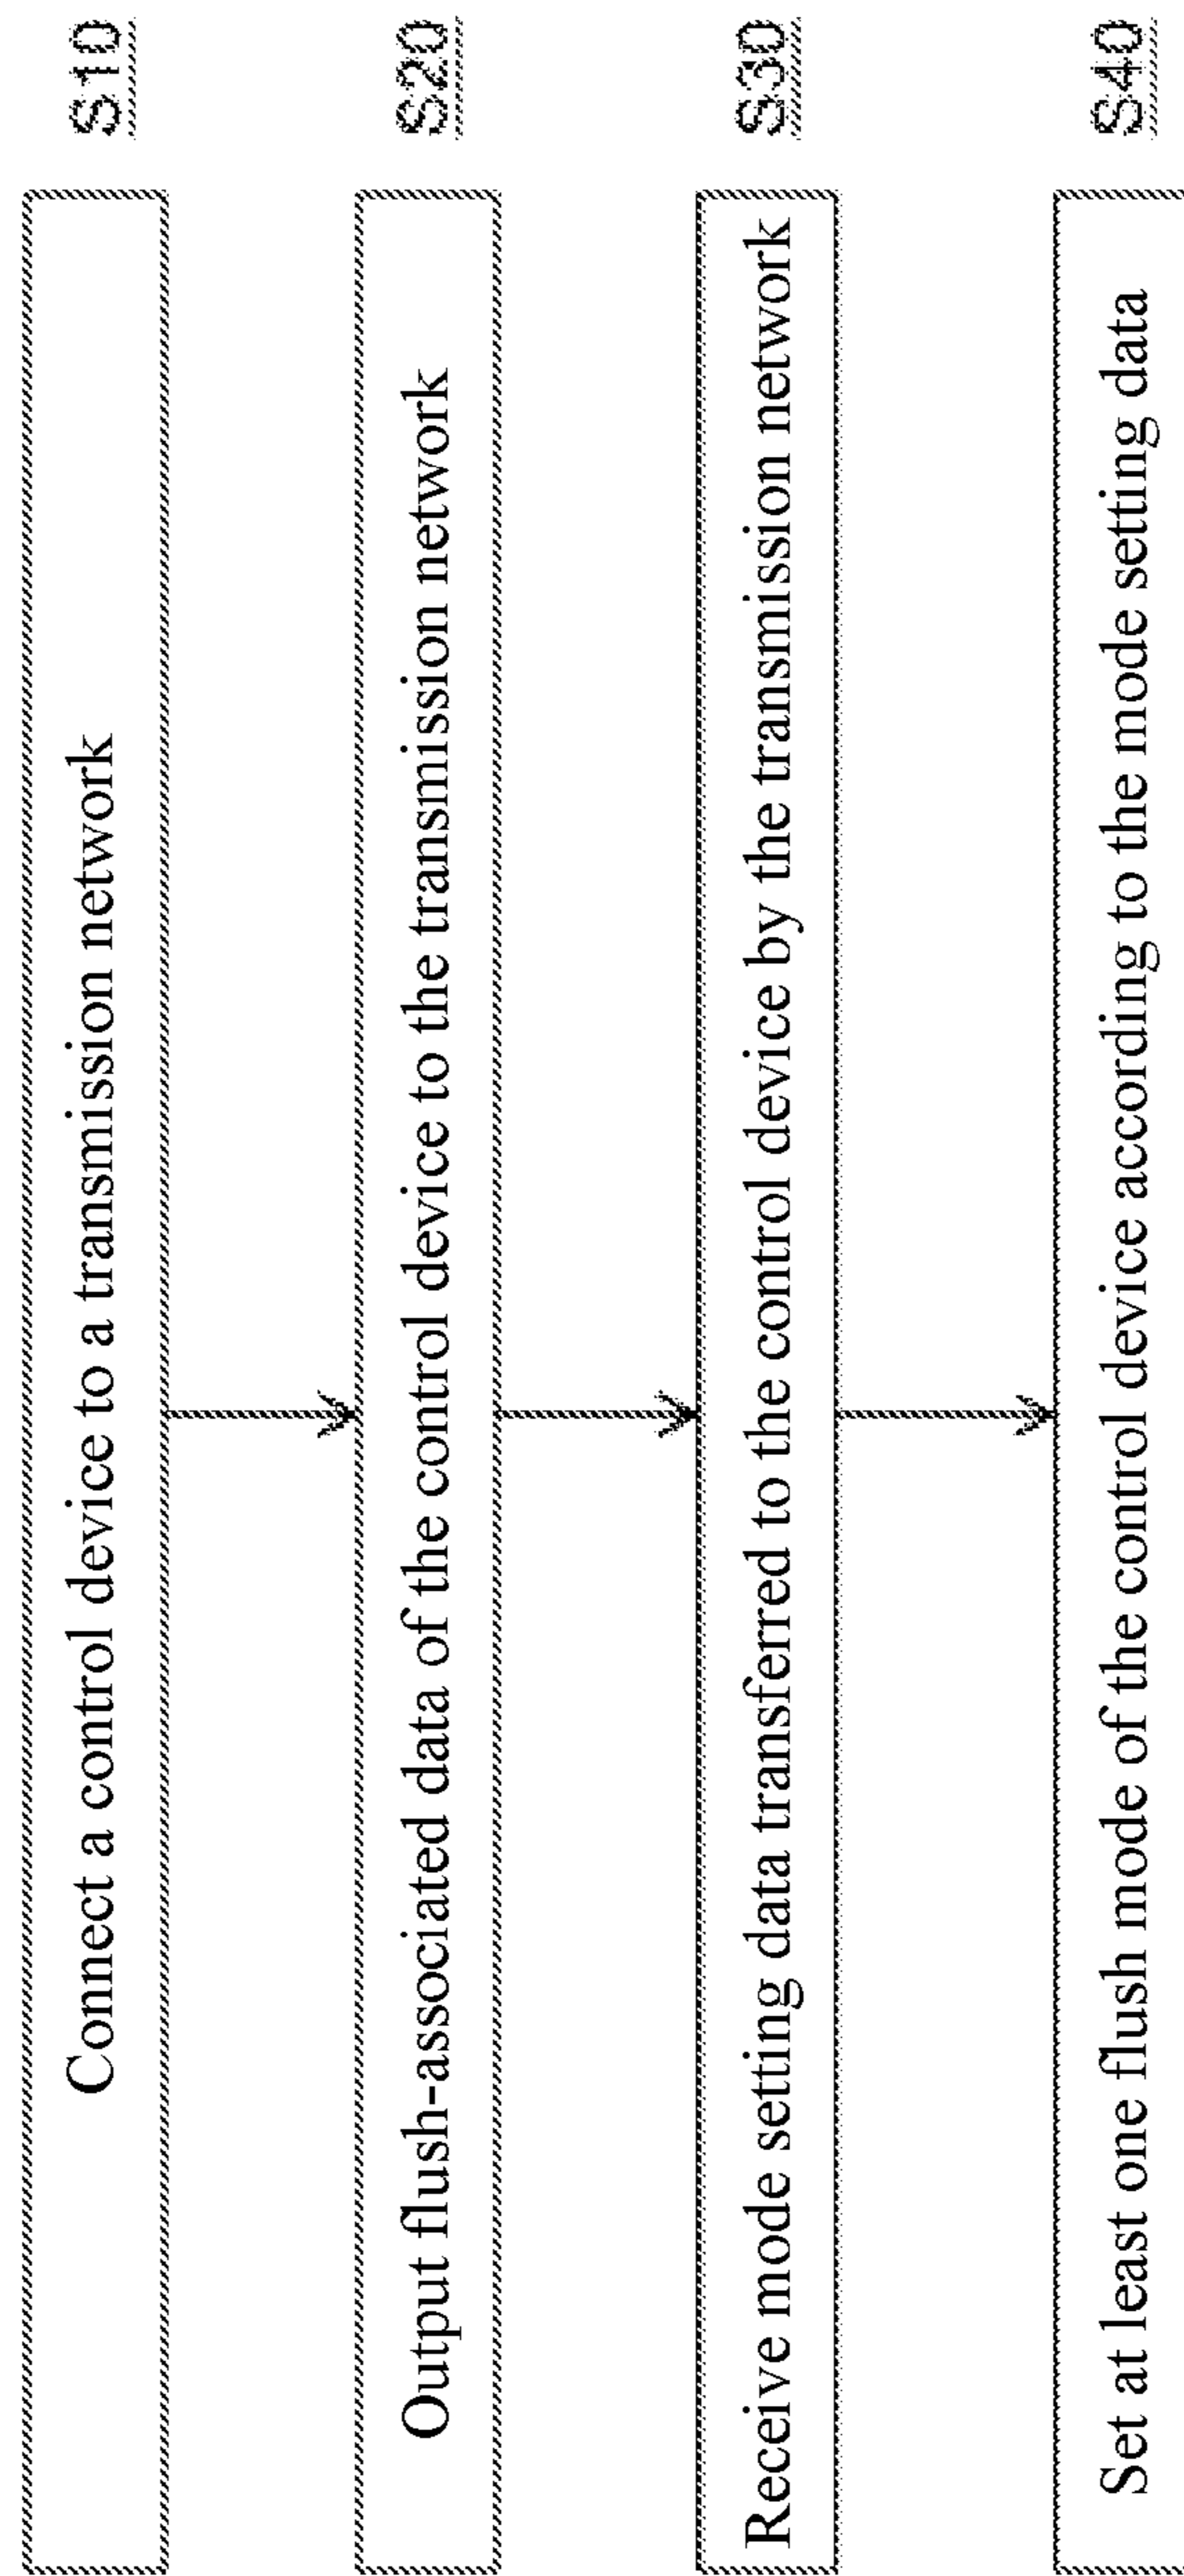 Connect a control device to a transmission network
S10
Output flush-associated data of the control device to the transmission network
S20
Receive mode setting data transferred to the control device by the transmission network
S30
Set at least one flush mode of the control device according to the mode setting data
S40